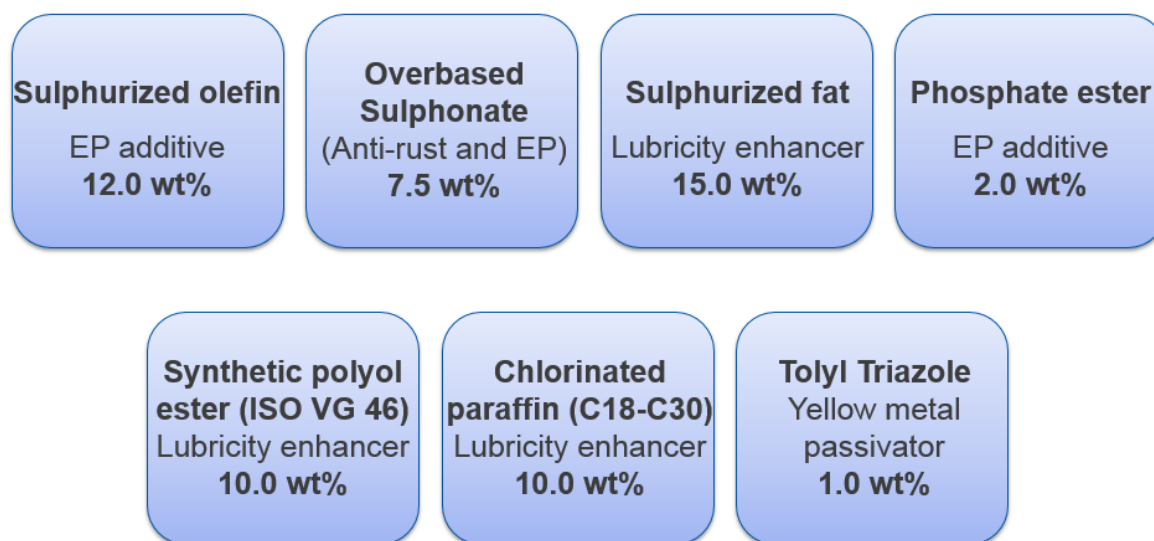 Sulphurized olefin
EP additive
12.0 wt%
Overbased
Sulphonate
(Anti-rust and EP)
7.5 wt%
Sulphurized fat
Lubricity enhancer
15.0 wt%
Phosphate ester
EP additive
2.0 wt%
Synthetic polyol
ester (ISO VG 46)
Lubricity enhancer
10.0 wt%
Chlorinated
paraffin (C18-C30)
Lubricity enhancer
10.0 wt%
Tolyl Triazole
Yellow metal
passivator
1.0 wt%